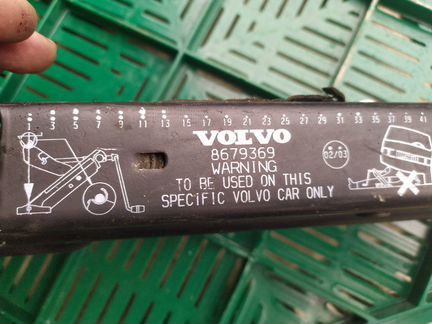 1 3 5 7 9 11 13 15 17 19 21 23 25 27 29 31 33 35 37 39 41
VOLVO
8679369
WARNING
TO BE USED ON THIS
SPECIFIC VOLVO CAR ONLY
02/03